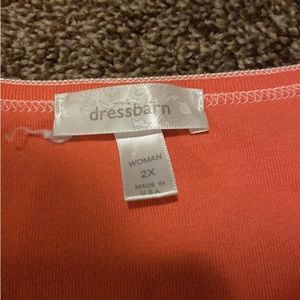 dressbarn
WOMAN
2X
MADE IN
U.S.A.